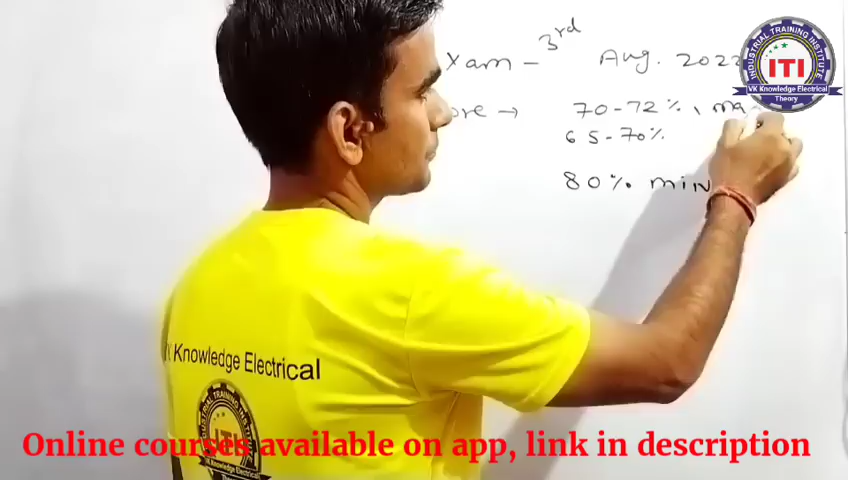 xam - 3rd Aug. 2022
ore → 70-72%, ma
65-70%
80% min
INDUSTRIAL TRAINING INSTITUTE
ITI
VK Knowledge Electrical
Theory
K Knowledge Electrical
Online courses available on app, link in description